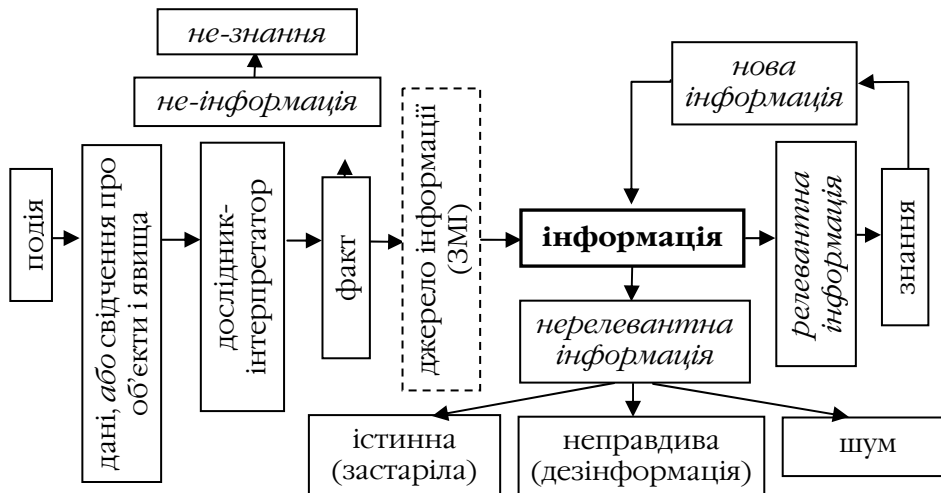 не-знання
не-інформація
подія
дані, або свідчення про
об'єкти і явища
дослідник-
інтерпретатор
факт
джерело інформації
(ЗМІ)
інформація
нова
інформація
релевантна
інформація
знання
нерелевантна
інформація
істинна
(застаріла)
неправдива
(дезінформація)
шум